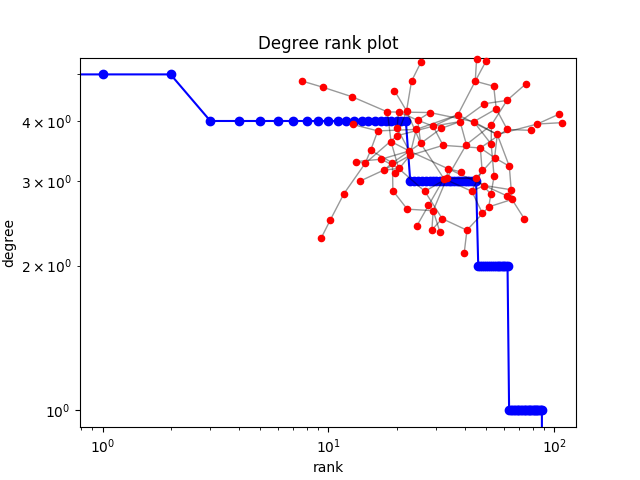 Degree rank plot
degree
4 × 10⁰
3 × 10⁰
2 × 10⁰
10⁰
10⁰
10¹
10²
rank